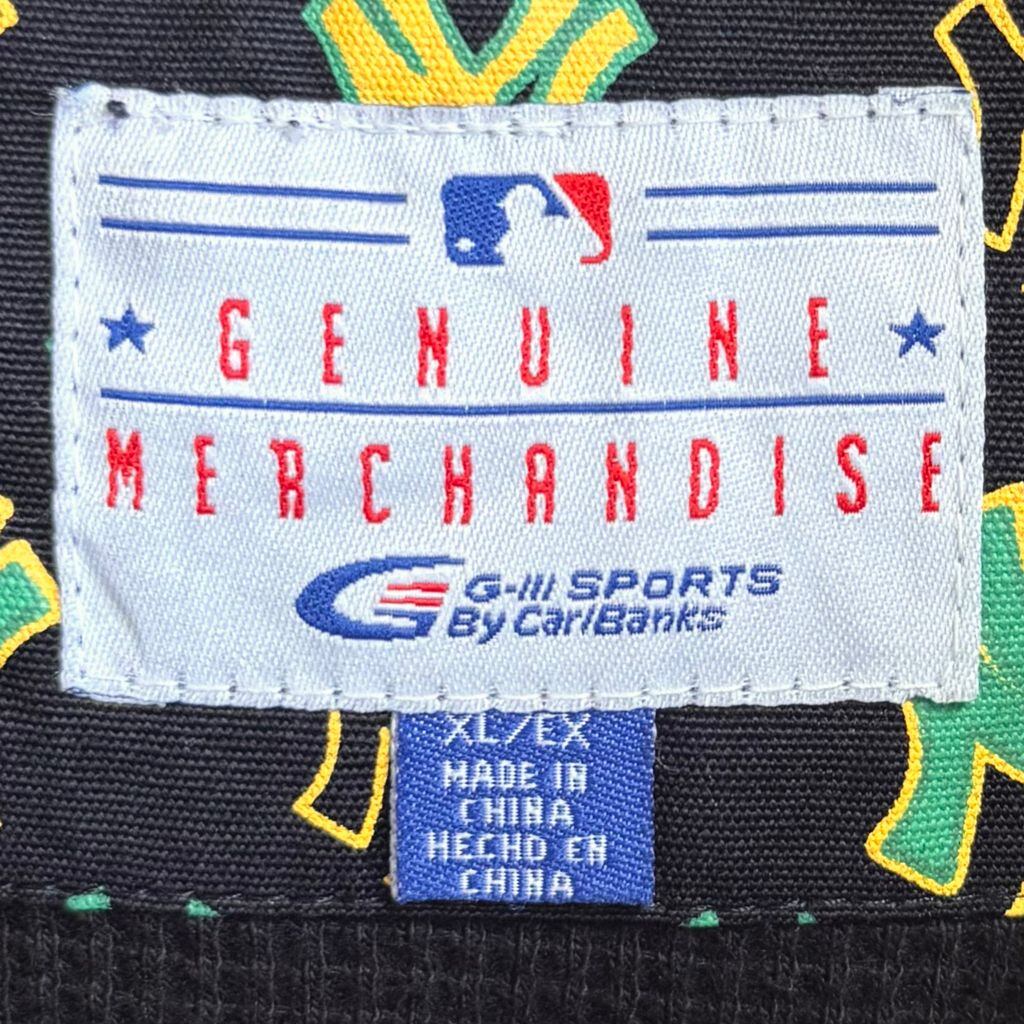 GENUINE
MERCHANDISE
G-III SPORTS
By Carl Banks
XL/EX
MADE IN
CHINA
HECHO EN
CHINA